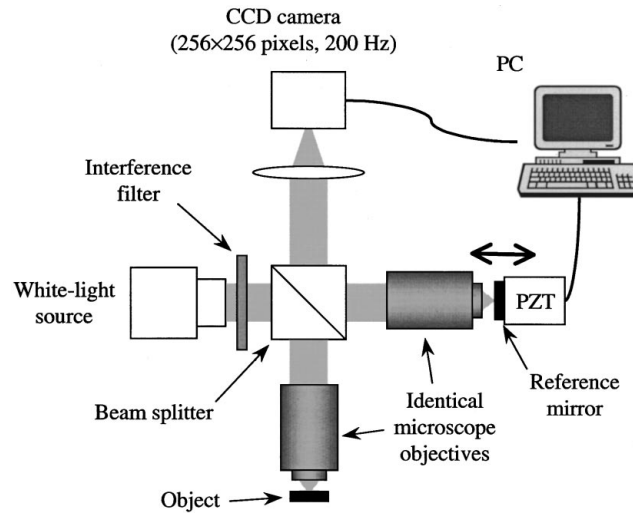 CCD camera
(256×256 pixels, 200 Hz)
PC
Interference
filter
White-light
source
PZT
Beam splitter
Identical
microscope
objectives
Reference
mirror
Object